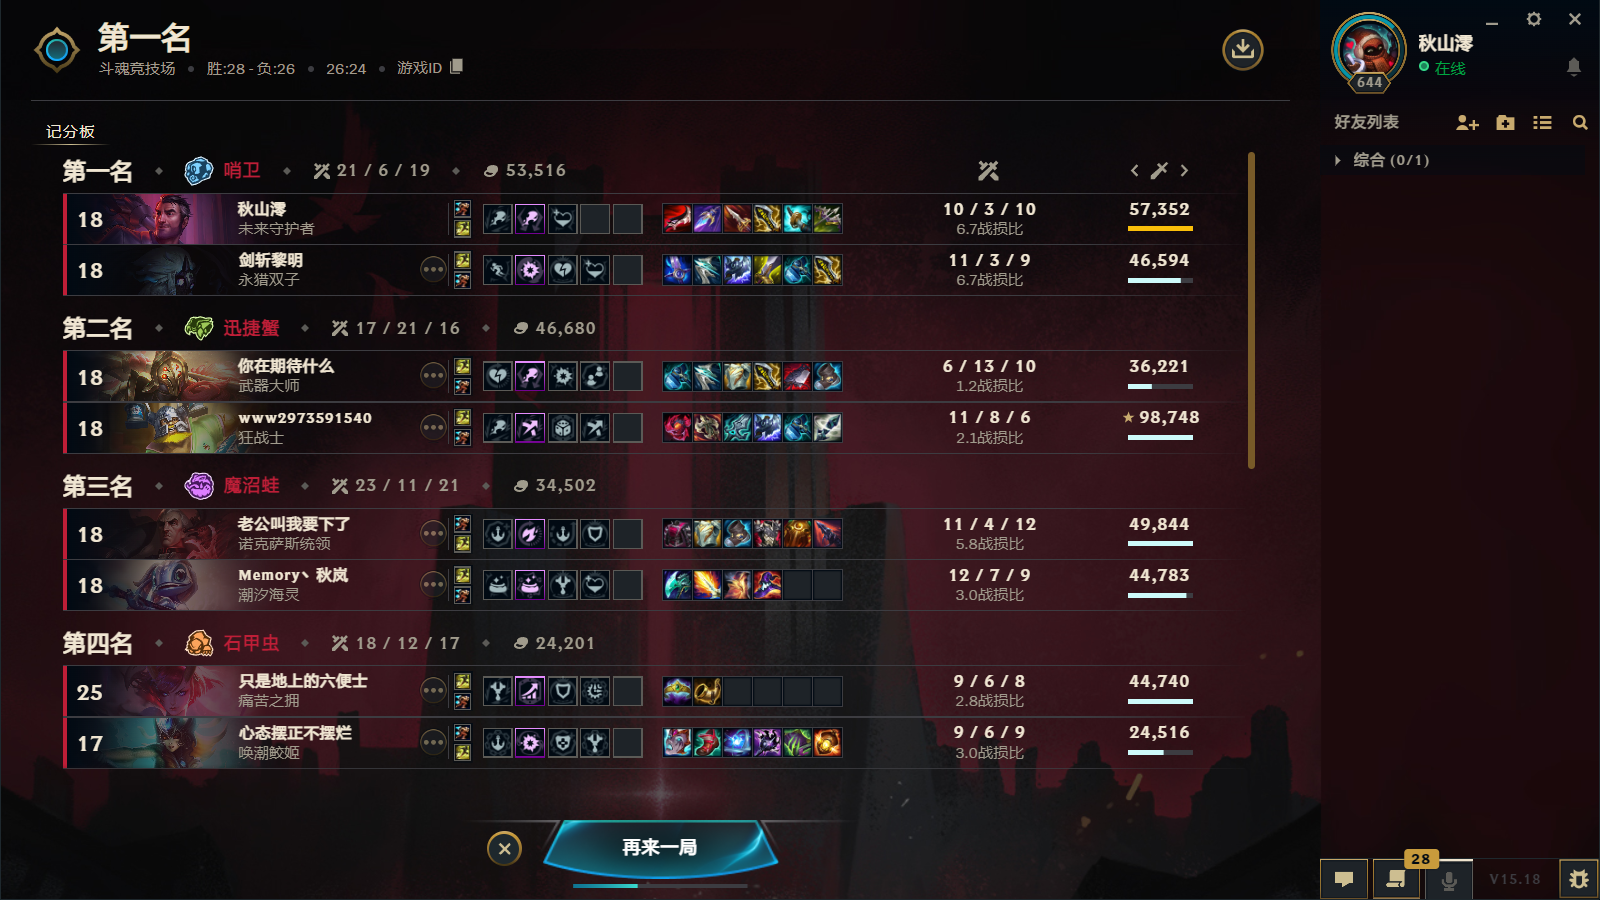 第一名
斗魂竞技场 • 胜:28 - 负:26 • 26:24 • 游戏ID
秋山澪
在线
644
好友列表
综合 (0/1)
记分板
第一名 哨卫 21 / 6 / 19 53,516
18 秋山澪 10 / 3 / 10 57,352
未来守护者 6.7战损比
18 剑斩黎明 11 / 3 / 9 46,594
永猎双子 6.7战损比
第二名 迅捷蟹 17 / 21 / 16 46,680
18 你在期待什么 6 / 13 / 10 36,221
武器大师 1.2战损比
18 www2973591540 11 / 8 / 6 98,748
狂战士 2.1战损比
第三名 魔沼蛙 23 / 11 / 21 34,502
18 老公叫我要下了 11 / 4 / 12 49,844
诺克萨斯统领 5.8战损比
18 Memory丶秋岚 12 / 7 / 9 44,783
潮汐海灵 3.0战损比
第四名 石甲虫 18 / 12 / 17 24,201
25 只是地上的六便士 9 / 6 / 8 44,740
痛苦之拥 2.8战损比
17 心态摆正不摆烂 9 / 6 / 9 24,516
唤潮鲛姬 3.0战损比
再来一局
28
V15.18